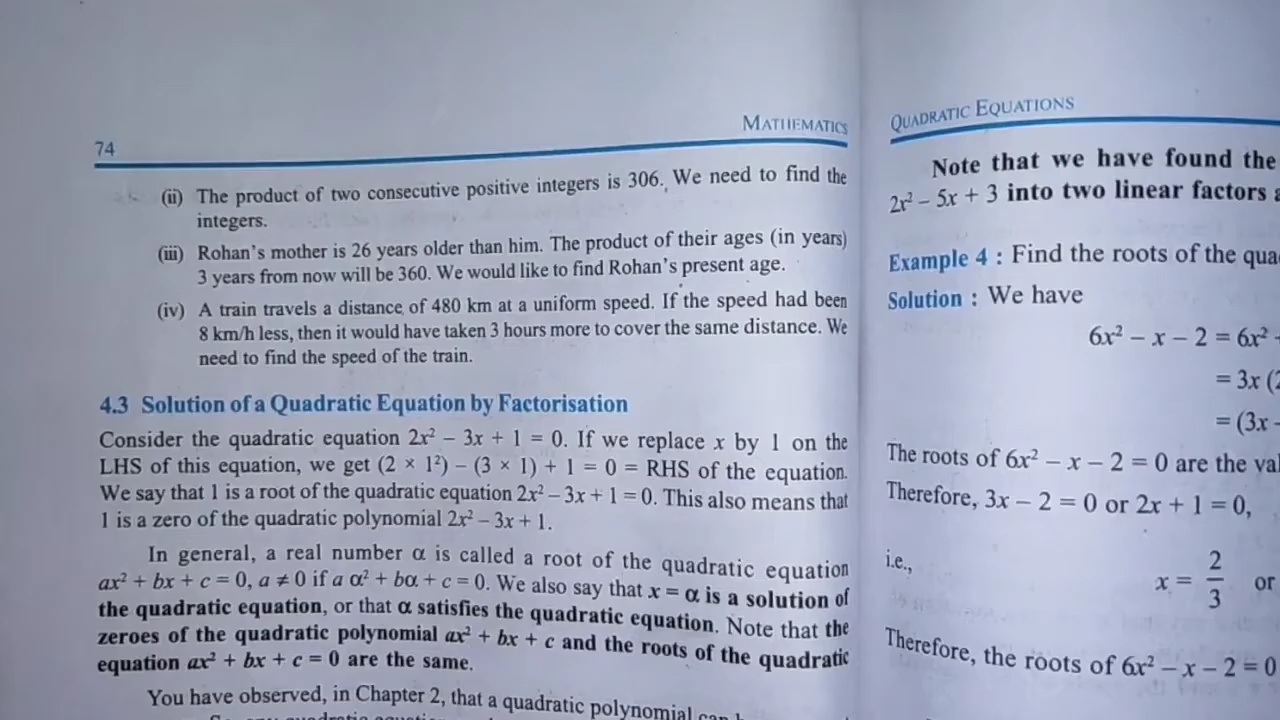 74
MATHEMATICS
(ii) The product of two consecutive positive integers is 306. We need to find the
integers.
(iii) Rohan's mother is 26 years older than him. The product of their ages (in years)
3 years from now will be 360. We would like to find Rohan's present age.
(iv) A train travels a distance of 480 km at a uniform speed. If the speed had been
8 km/h less, then it would have taken 3 hours more to cover the same distance. We
need to find the speed of the train.
4.3 Solution of a Quadratic Equation by Factorisation
Consider the quadratic equation 2x² – 3x + 1 = 0. If we replace x by 1 on the
LHS of this equation, we get (2 × 1²) – (3 × 1) + 1 = 0 = RHS of the equation.
We say that 1 is a root of the quadratic equation 2x² – 3x + 1 = 0. This also means that
1 is a zero of the quadratic polynomial 2x² – 3x + 1.
In general, a real number α is called a root of the quadratic equation
ax² + bx + c = 0, a ≠ 0 if a α² + bα + c = 0. We also say that x = α is a solution of
the quadratic equation, or that α satisfies the quadratic equation. Note that the
zeroes of the quadratic polynomial ax² + bx + c and the roots of the quadratic
equation ax² + bx + c = 0 are the same.
You have observed, in Chapter 2, that a quadratic polynomial can
QUADRATIC EQUATIONS
Note that we have found the
2x² – 5x + 3 into two linear factors
Example 4 : Find the roots of the qua
Solution : We have
6x² – x – 2 = 6x²
= 3x (2
= (3x –
The roots of 6x² – x – 2 = 0 are the val
Therefore, 3x – 2 = 0 or 2x + 1 = 0,
i.e., x = 2/3 or
Therefore, the roots of 6x² – x – 2 = 0